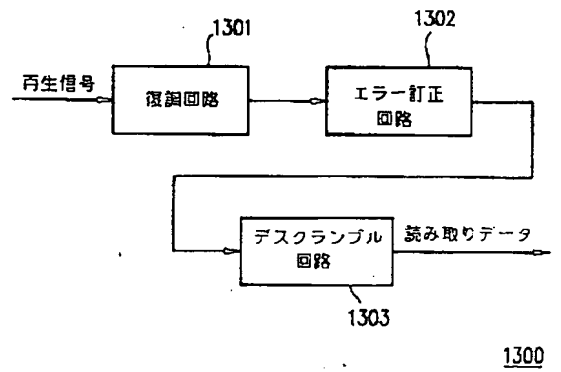 1301
1302
再生信号
復調回路
エラー訂正
回路
デスクランブル
回路
読み取りデータ
1303
1300